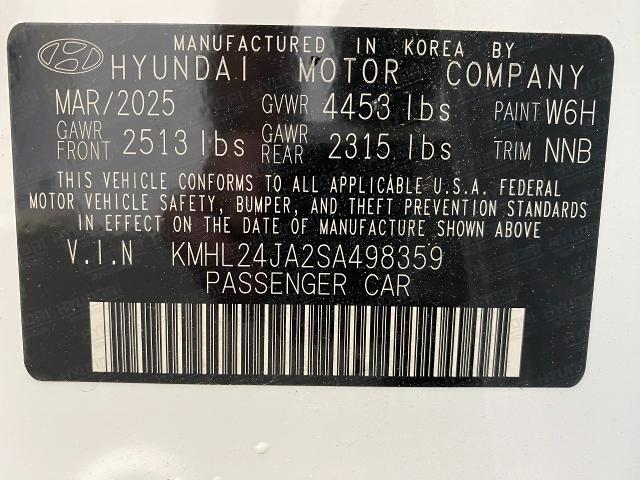 MANUFACTURED IN KOREA BY
HYUNDAI MOTOR COMPANY
MAR/2025 GVWR 4453 lbs PAINT W6H
GAWR FRONT 2513 lbs GAWR REAR 2315 lbs TRIM NNB
THIS VEHICLE CONFORMS TO ALL APPLICABLE U.S.A. FEDERAL
MOTOR VEHICLE SAFETY, BUMPER, AND THEFT PREVENTION STANDARDS
IN EFFECT ON THE DATE OF MANUFACTURE SHOWN ABOVE
V.I.N KMHL24JA2SA498359
PASSENGER CAR